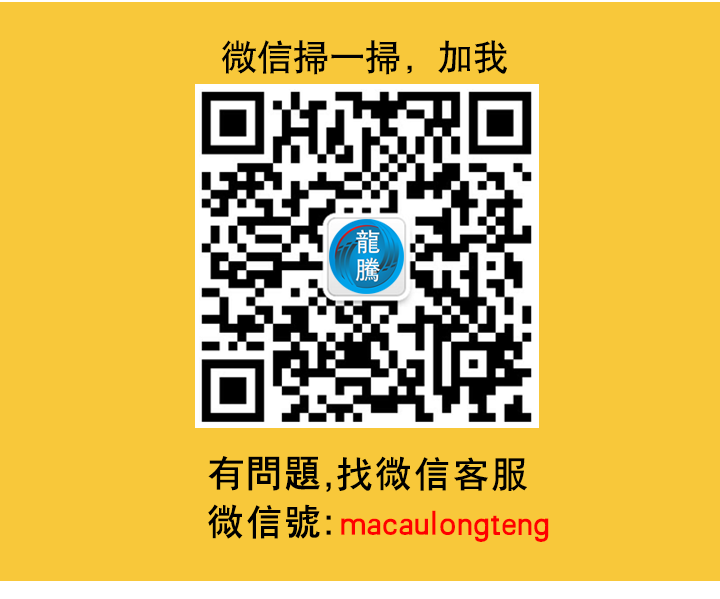 微信掃一掃，加我
龍
騰
有問題,找微信客服
微信號:macaulongteng